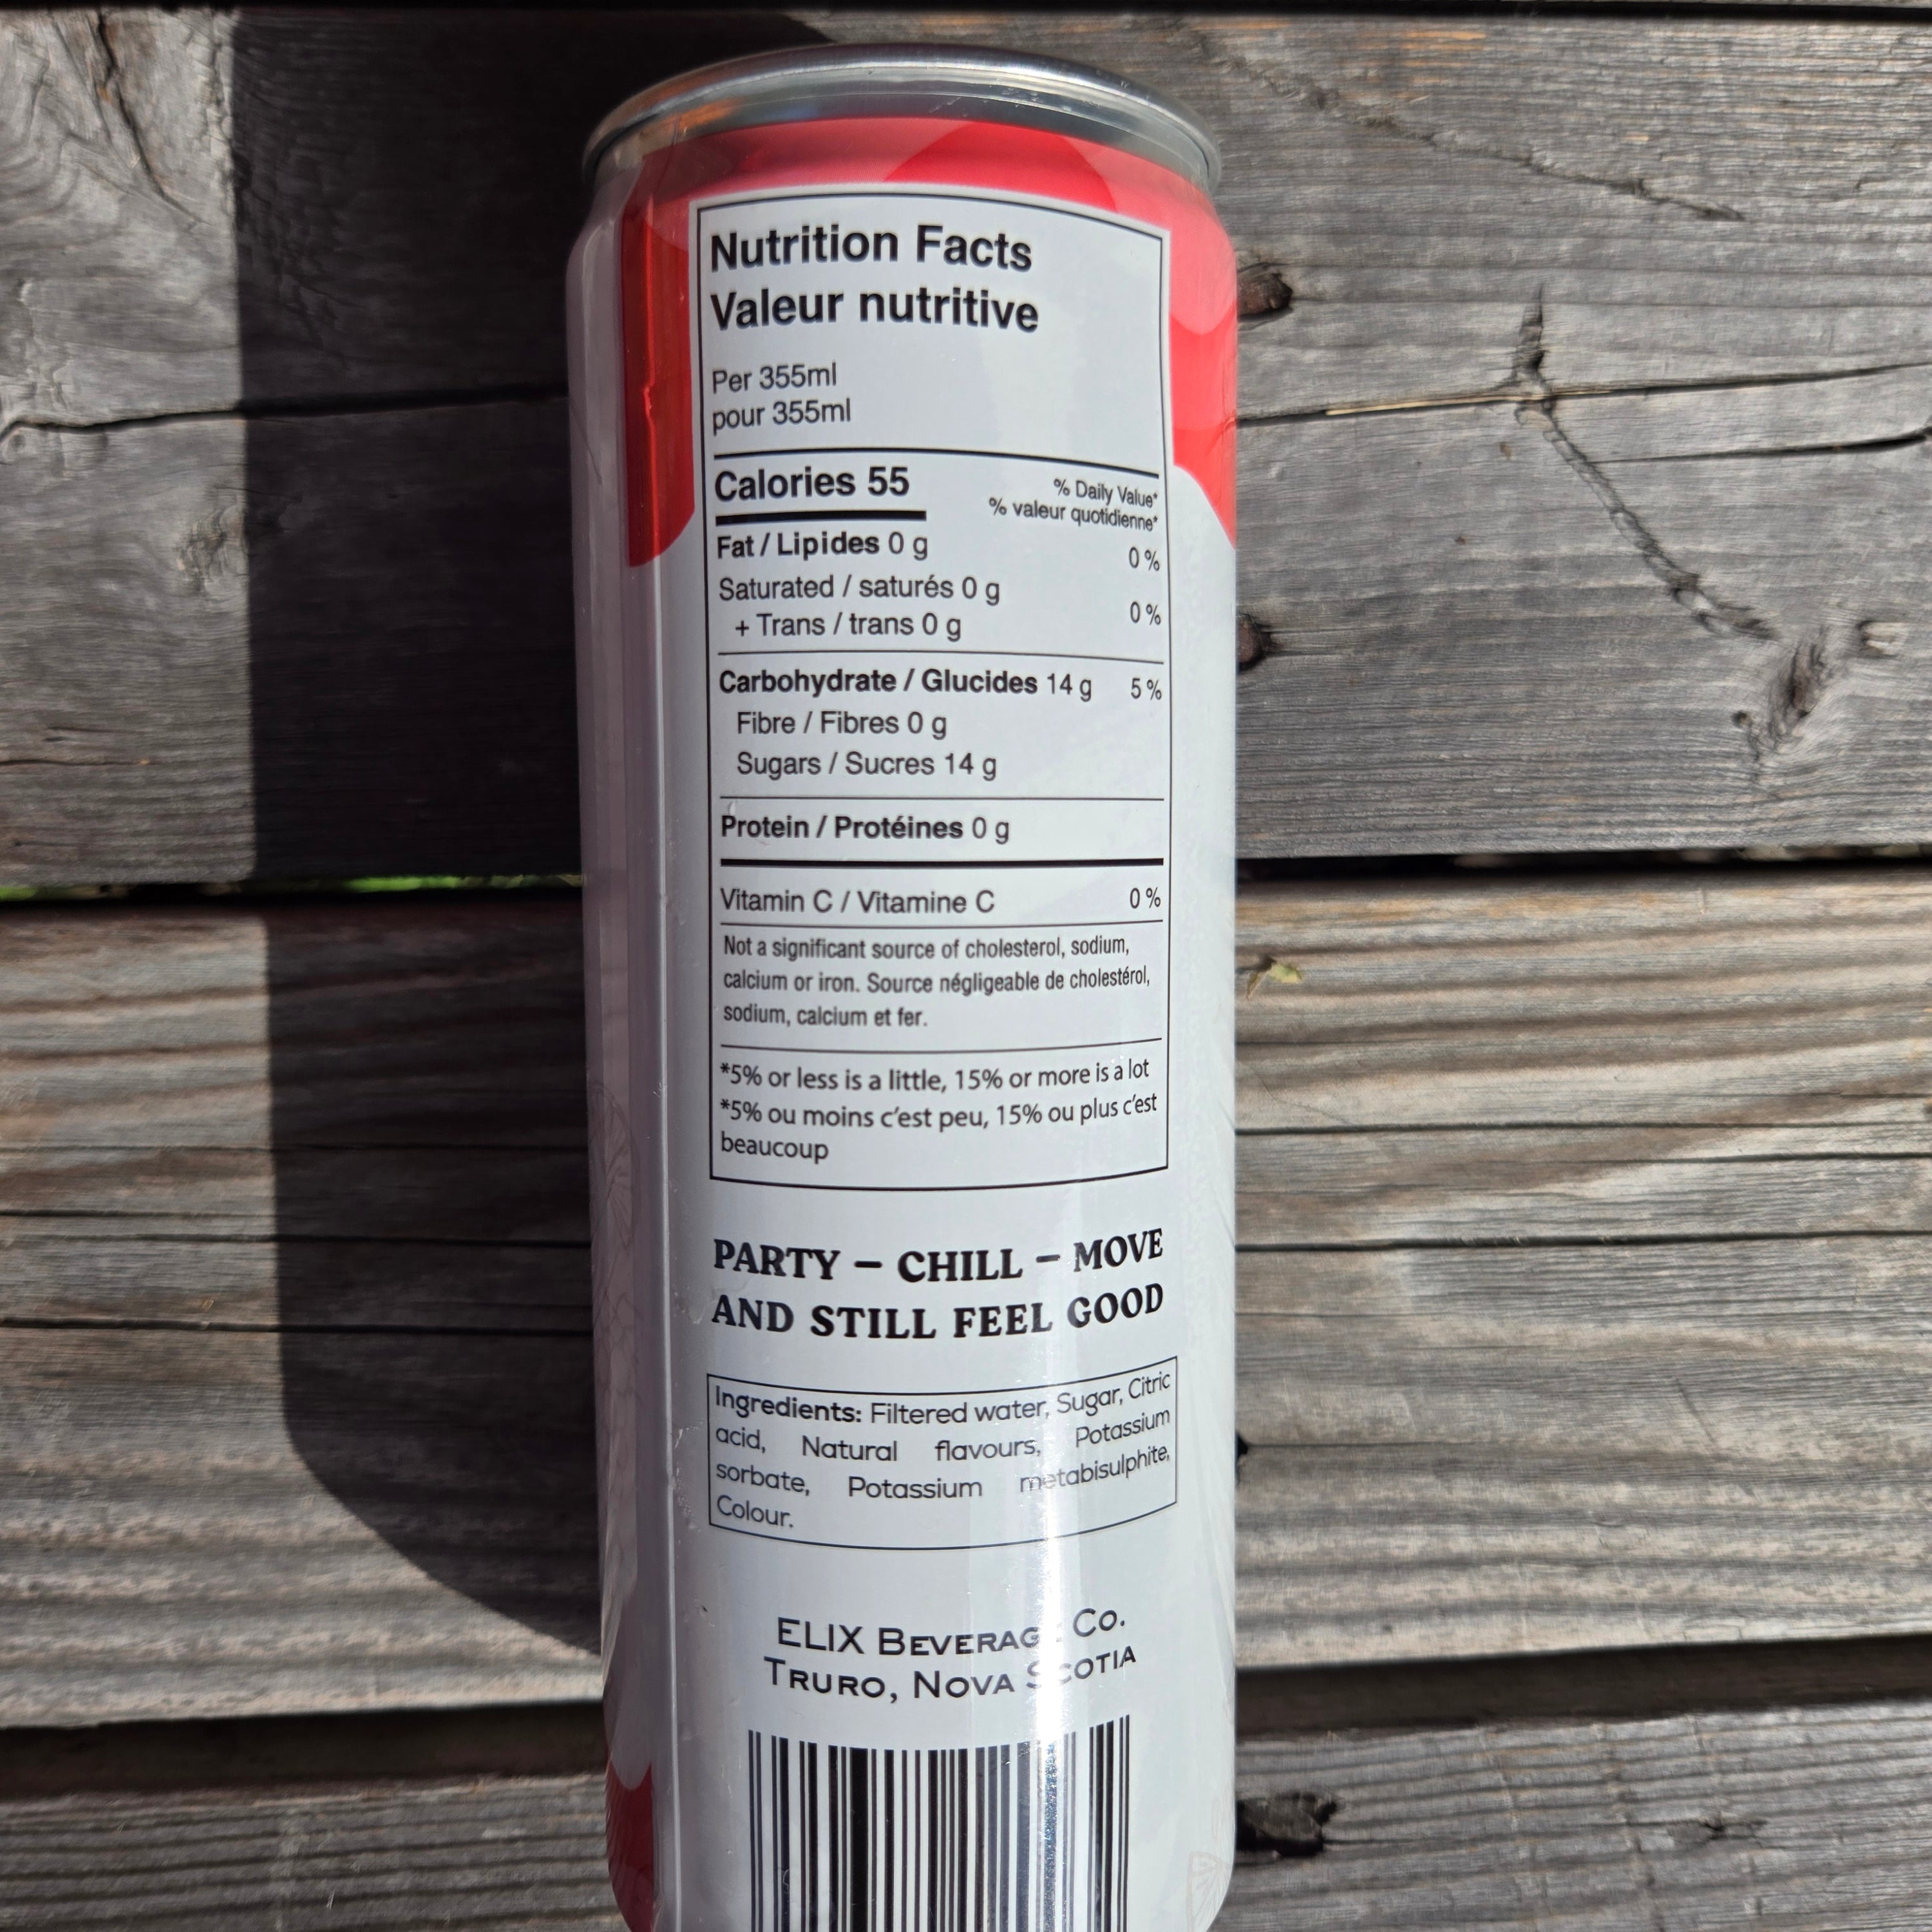 Nutrition Facts
Valeur nutritive
Per 355ml
pour 355ml
Calories 55
% Daily Value*
% valeur quotidienne*
Fat / Lipides 0 g 0 %
Saturated / saturés 0 g
+ Trans / trans 0 g 0 %
Carbohydrate / Glucides 14 g 5 %
Fibre / Fibres 0 g
Sugars / Sucres 14 g
Protein / Protéines 0 g
Vitamin C / Vitamine C 0 %
Not a significant source of cholesterol, sodium,
calcium or iron. Source négligeable de cholestérol,
sodium, calcium et fer.
*5% or less is a little, 15% or more is a lot
*5% ou moins c'est peu, 15% ou plus c'est
beaucoup
PARTY – CHILL – MOVE
AND STILL FEEL GOOD
Ingredients: Filtered water, Sugar, Citric
acid, Natural flavours, Potassium
sorbate, Potassium metabisulphite,
Colour.
ELIX BEVERAGE CO.
TRURO, NOVA SCOTIA